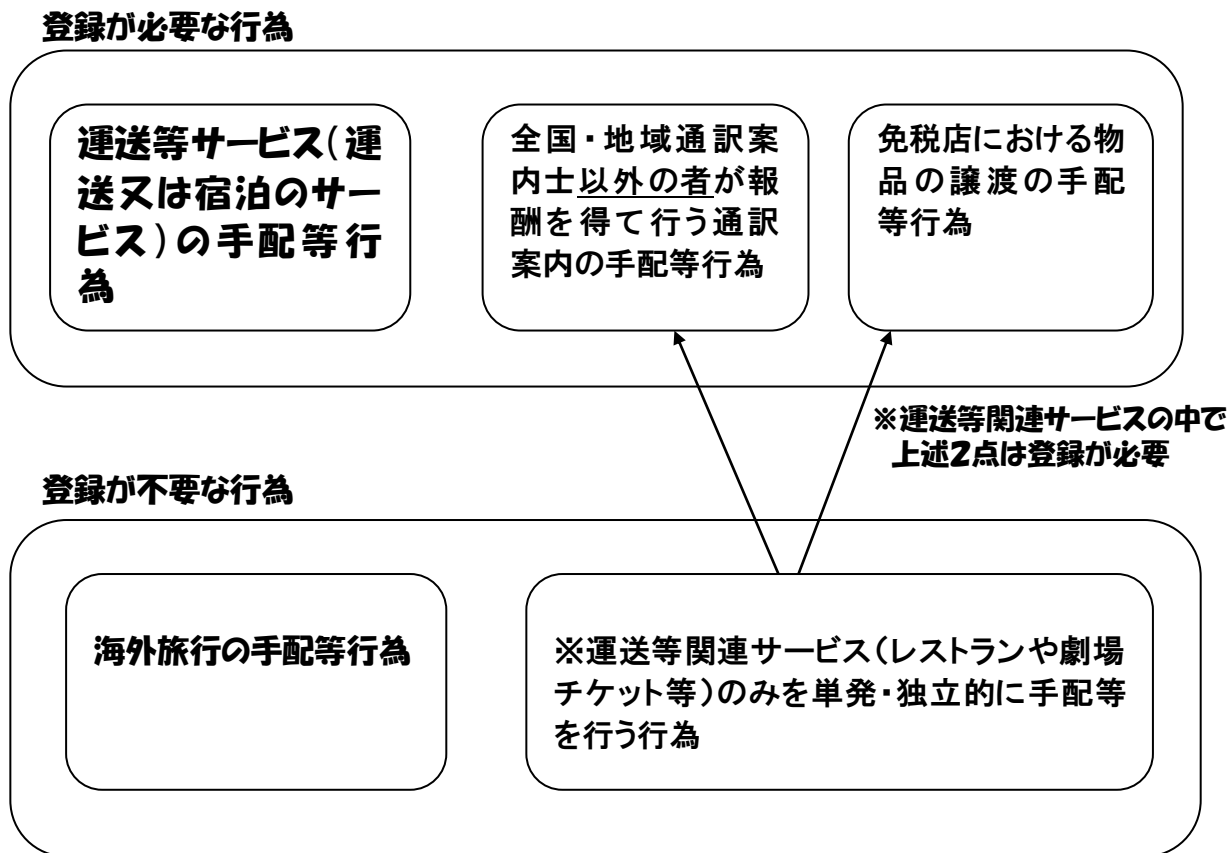 登録が必要な行為
運送等サービス(運
送又は宿泊のサー
ビス)の手配等行
為
全国・地域通訳案
内士以外の者が報
酬を得て行う通訳
案内の手配等行為
免税店における物
品の譲渡の手配
等行為
※運送等関連サービスの中で
上述2点は登録が必要
登録が不要な行為
海外旅行の手配等行為
※運送等関連サービス(レストランや劇場
チケット等)のみを単発・独立的に手配等
を行う行為